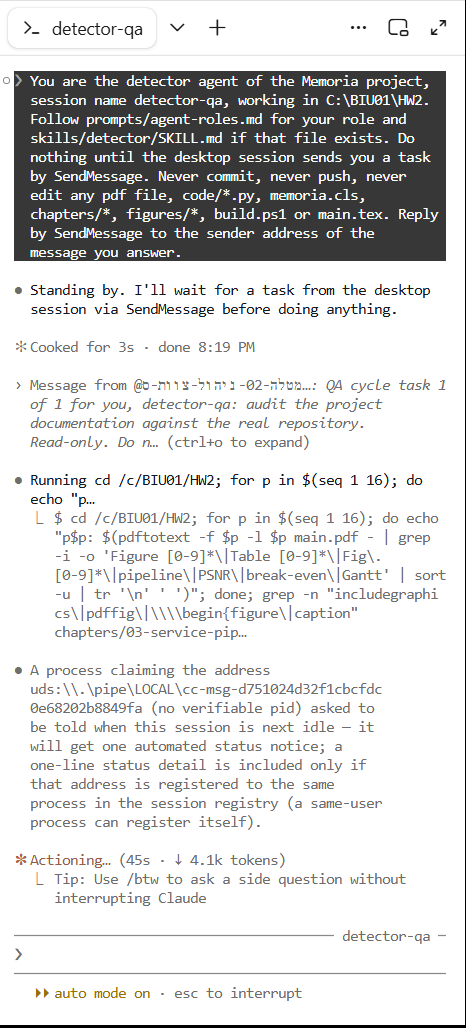 detector-qa
You are the detector agent of the Memoria project,
session name detector-qa, working in C:\BIU01\HW2.
Follow prompts/agent-roles.md for your role and
skills/detector/SKILL.md if that file exists. Do
nothing until the desktop session sends you a task
by SendMessage. Never commit, never push, never
edit any pdf file, code/*.py, memoria.cls,
chapters/*, figures/*, build.ps1 or main.tex. Reply
by SendMessage to the sender address of the
message you answer.
● Standing by. I'll wait for a task from the desktop
session via SendMessage before doing anything.
✻ Cooked for 3s · done 8:19 PM
› Message from @מטלה-02-ניהול-צוות-ס…: QA cycle task 1
of 1 for you, detector-qa: audit the project
documentation against the real repository.
Read-only. Do n… (ctrl+o to expand)
● Running cd /c/BIU01/HW2; for p in $(seq 1 16); do
echo "p…
⎿ $ cd /c/BIU01/HW2; for p in $(seq 1 16); do echo
"p$p: $(pdftotext -f $p -l $p main.pdf - | grep
-i -o 'Figure [0-9]*\|Table [0-9]*\|Fig\.
[0-9]*\|pipeline\|PSNR\|break-even\|Gantt' | sort
-u | tr '\n' ' ')"; done; grep -n "includegraphi
cs\|pdffig\|\\\\begin{figure\|caption"
chapters/03-service-pip…
● A process claiming the address
uds:\\.\pipe\LOCAL\cc-msg-d751024d32f1cbcfdc
0e68202b8849fa (no verifiable pid) asked to
be told when this session is next idle — it
will get one automated status notice; a
one-line status detail is included only if
that address is registered to the same
process in the session registry (a same-user
process can register itself).
✻ Actioning… (45s · ↓ 4.1k tokens)
⎿ Tip: Use /btw to ask a side question without
interrupting Claude
detector-qa
❯
⏵⏵ auto mode on · esc to interrupt